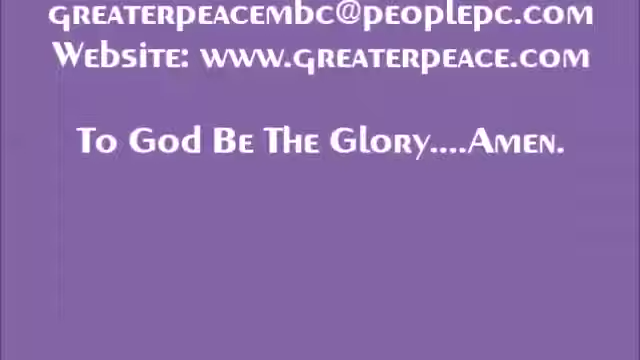 greaterpeacembc@peoplepc.com
Website: www.greaterpeace.com
To God Be The Glory....Amen.